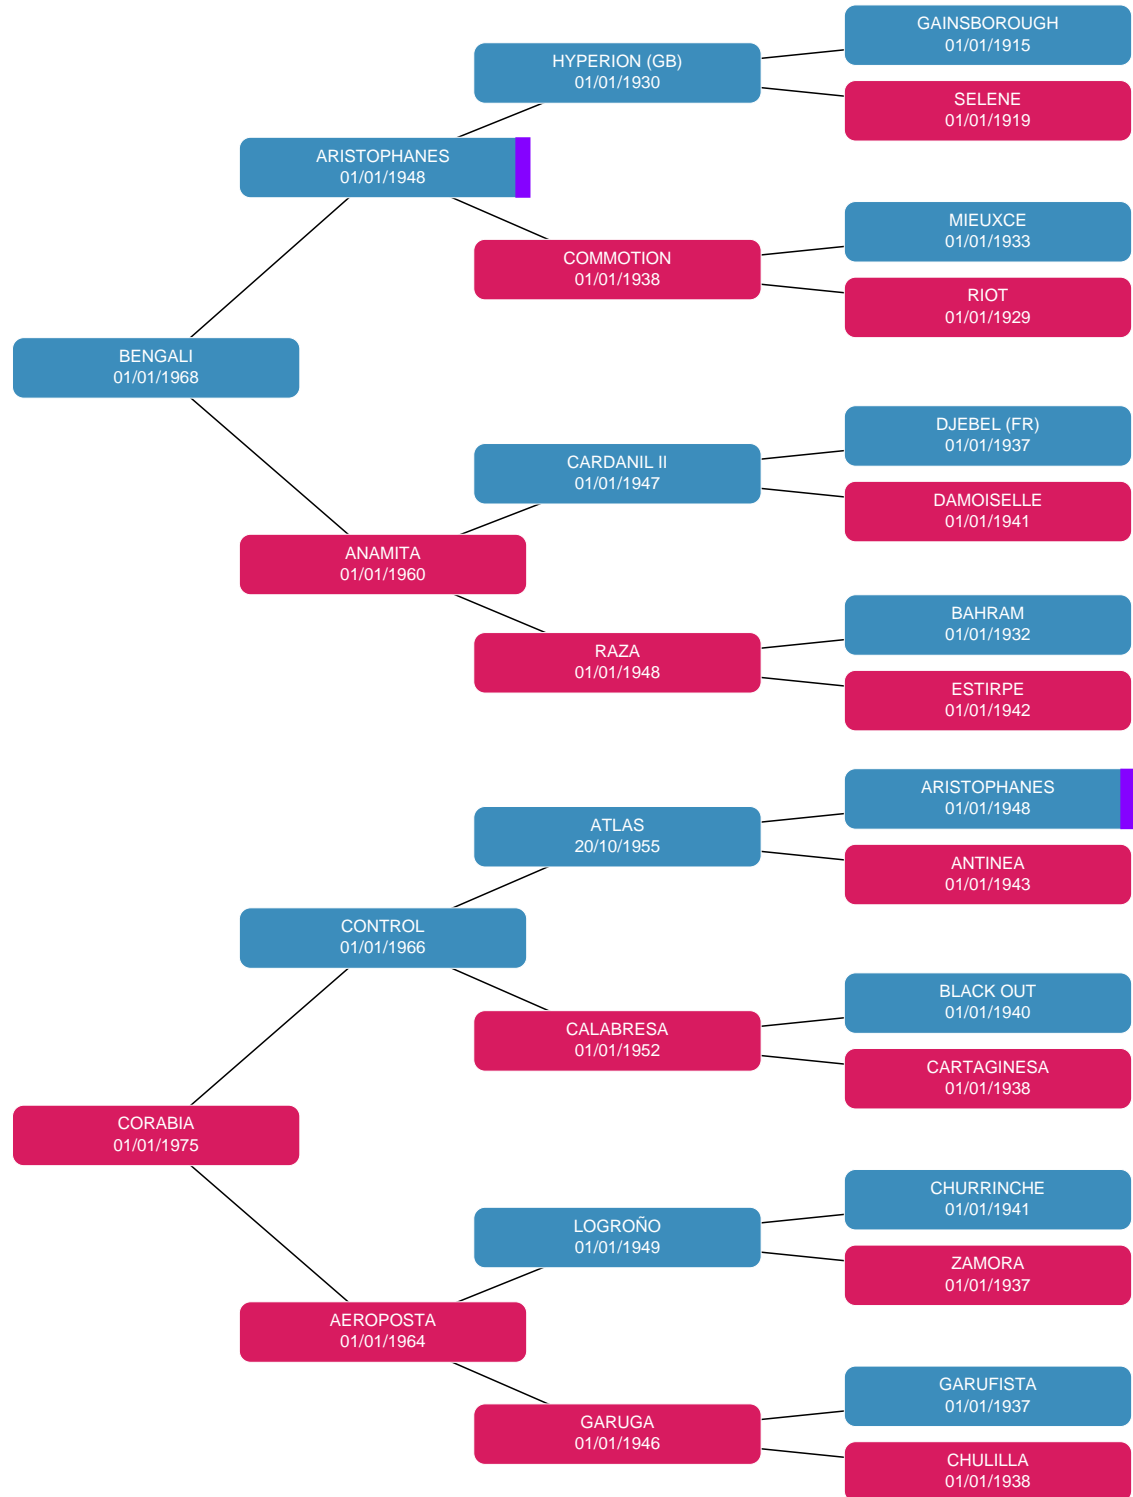 GAINSBOROUGH
01/01/1915
HYPERION (GB)
01/01/1930
SELENE
01/01/1919
ARISTOPHANES
01/01/1948
MIEUXCE
01/01/1933
COMMOTION
01/01/1938
RIOT
01/01/1929
BENGALI
01/01/1968
DJEBEL (FR)
01/01/1937
CARDANIL II
01/01/1947
DAMOISELLE
01/01/1941
ANAMITA
01/01/1960
BAHRAM
01/01/1932
RAZA
01/01/1948
ESTIRPE
01/01/1942
ARISTOPHANES
01/01/1948
ATLAS
20/10/1955
ANTINEA
01/01/1943
CONTROL
01/01/1966
BLACK OUT
01/01/1940
CALABRESA
01/01/1952
CARTAGINESA
01/01/1938
CORABIA
01/01/1975
CHURRINCHE
01/01/1941
LOGROÑO
01/01/1949
ZAMORA
01/01/1937
AEROPOSTA
01/01/1964
GARUFISTA
01/01/1937
GARUGA
01/01/1946
CHULILLA
01/01/1938